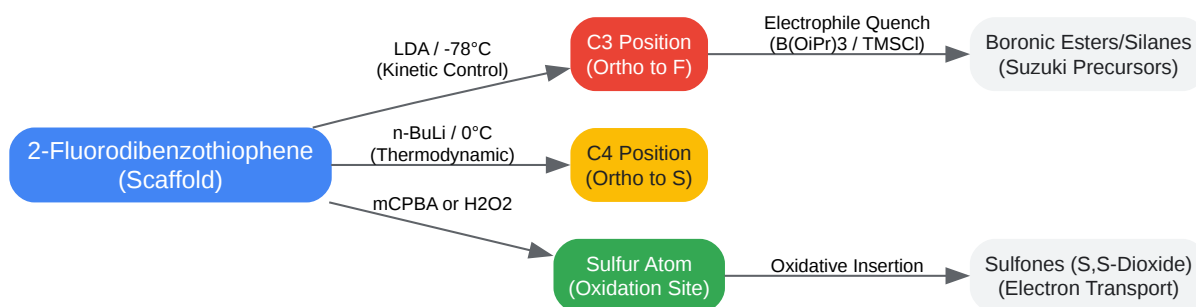 2-Fluorodibenzothiophene
(Scaffold)
LDA / -78°C
(Kinetic Control)
C3 Position
(Ortho to F)
Electrophile Quench
(B(OiPr)3 / TMSCl)
Boronic Esters/Silanes
(Suzuki Precursors)
n-BuLi / 0°C
(Thermodynamic)
C4 Position
(Ortho to S)
mCPBA or H2O2
Sulfur Atom
(Oxidation Site)
Oxidative Insertion
Sulfones (S,S-Dioxide)
(Electron Transport)